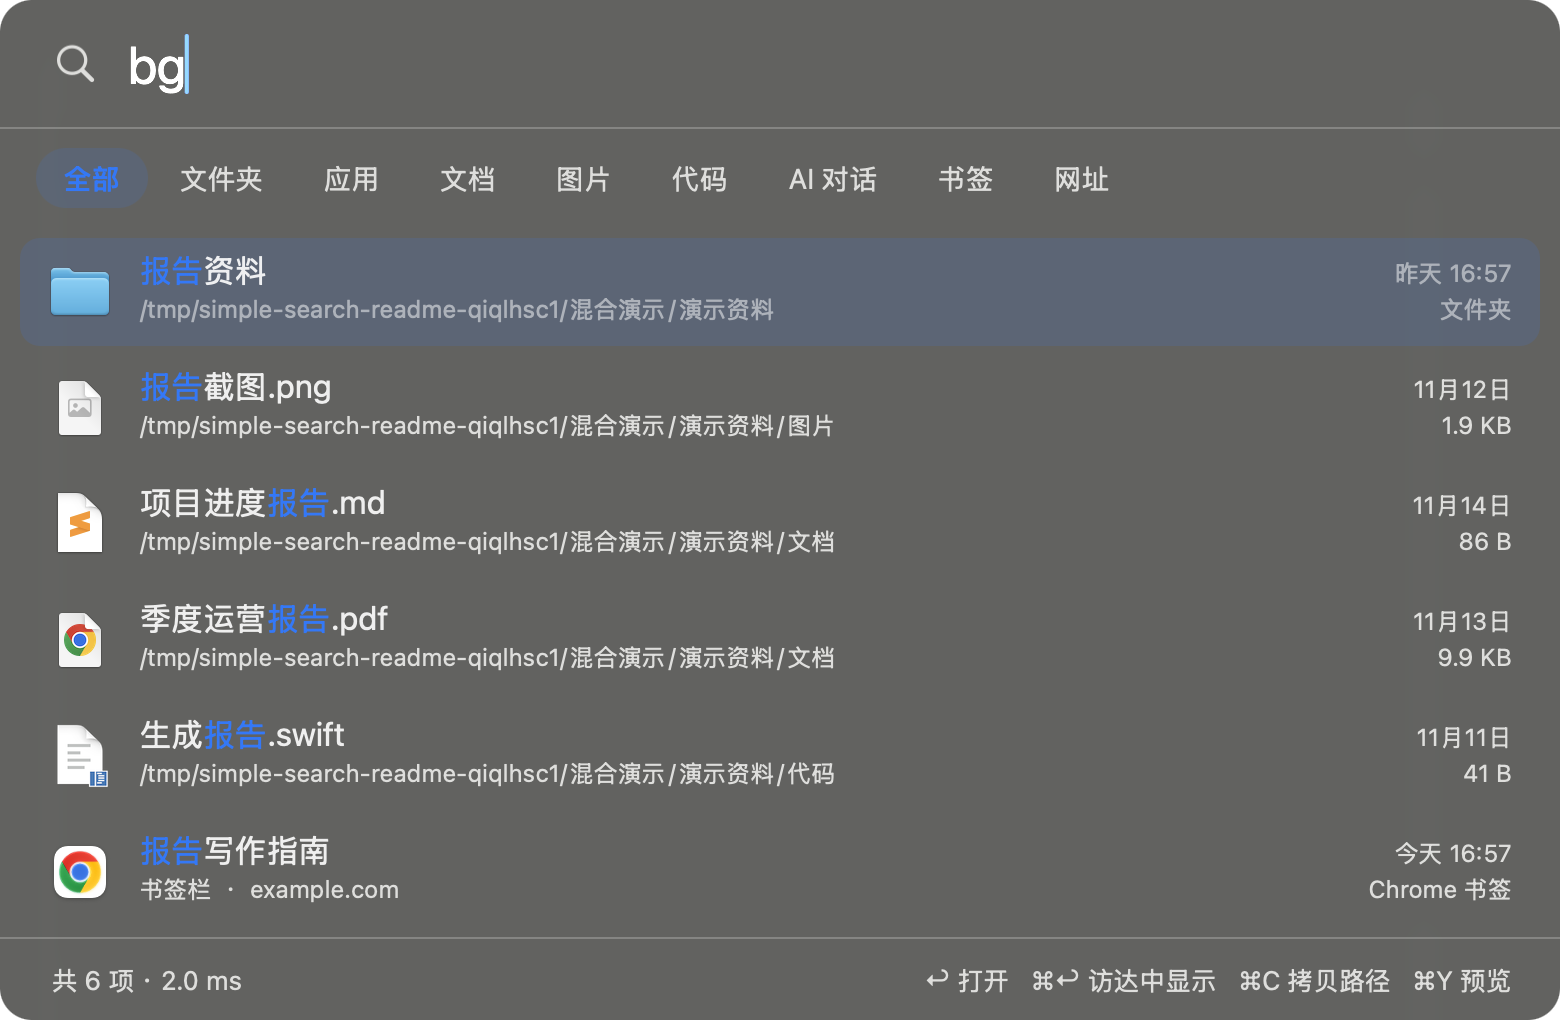 bg
全部 文件夹 应用 文档 图片 代码 AI 对话 书签 网址
报告资料 昨天 16:57
/tmp/simple-search-readme-qiqlhsc1/混合演示/演示资料 文件夹
报告截图.png 11月12日
/tmp/simple-search-readme-qiqlhsc1/混合演示/演示资料/图片 1.9 KB
项目进度报告.md 11月14日
/tmp/simple-search-readme-qiqlhsc1/混合演示/演示资料/文档 86 B
季度运营报告.pdf 11月13日
/tmp/simple-search-readme-qiqlhsc1/混合演示/演示资料/文档 9.9 KB
生成报告.swift 11月11日
/tmp/simple-search-readme-qiqlhsc1/混合演示/演示资料/代码 41 B
报告写作指南 今天 16:57
书签栏 · example.com Chrome 书签
共 6 项 · 2.0 ms ↩ 打开 ⌘↩ 访达中显示 ⌘C 拷贝路径 ⌘Y 预览